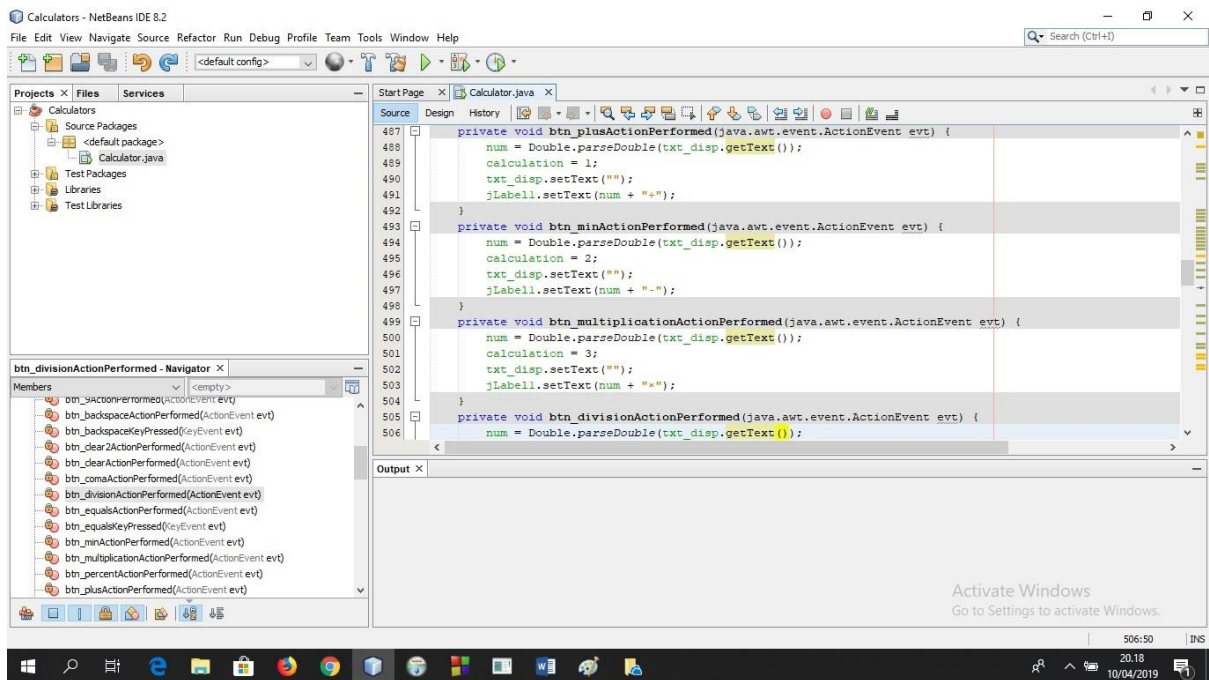 Calculators - NetBeans IDE 8.2
File Edit View Navigate Source Refactor Run Debug Profile Team Tools Window Help
Search (Ctrl+I)
<default config>
Projects Files Services
Calculators
Source Packages
<default package>
Calculator.java
Test Packages
Libraries
Test Libraries
Start Page Calculator.java
Source Design History
487 private void btn_plusActionPerformed(java.awt.event.ActionEvent evt) {
488 num = Double.parseDouble(txt_disp.getText());
489 calculation = 1;
490 txt_disp.setText("");
491 jLabel1.setText(num + "+");
492 }
493 private void btn_minActionPerformed(java.awt.event.ActionEvent evt) {
494 num = Double.parseDouble(txt_disp.getText());
495 calculation = 2;
496 txt_disp.setText("");
497 jLabel1.setText(num + "-");
498 }
499 private void btn_multiplicationActionPerformed(java.awt.event.ActionEvent evt) {
500 num = Double.parseDouble(txt_disp.getText());
501 calculation = 3;
502 txt_disp.setText("");
503 jLabel1.setText(num + "×");
504 }
505 private void btn_divisionActionPerformed(java.awt.event.ActionEvent evt) {
506 num = Double.parseDouble(txt_disp.getText());
btn_divisionActionPerformed - Navigator
Members <empty>
btn_9ActionPerformed(ActionEvent evt)
btn_backspaceActionPerformed(ActionEvent evt)
btn_backspaceKeyPressed(KeyEvent evt)
btn_clear2ActionPerformed(ActionEvent evt)
btn_clearActionPerformed(ActionEvent evt)
btn_comaActionPerformed(ActionEvent evt)
btn_divisionActionPerformed(ActionEvent evt)
btn_equalsActionPerformed(ActionEvent evt)
btn_equalsKeyPressed(KeyEvent evt)
btn_minActionPerformed(ActionEvent evt)
btn_multiplicationActionPerformed(ActionEvent evt)
btn_percentActionPerformed(ActionEvent evt)
btn_plusActionPerformed(ActionEvent evt)
Output
Activate Windows
Go to Settings to activate Windows.
506:50 INS
20.18
10/04/2019